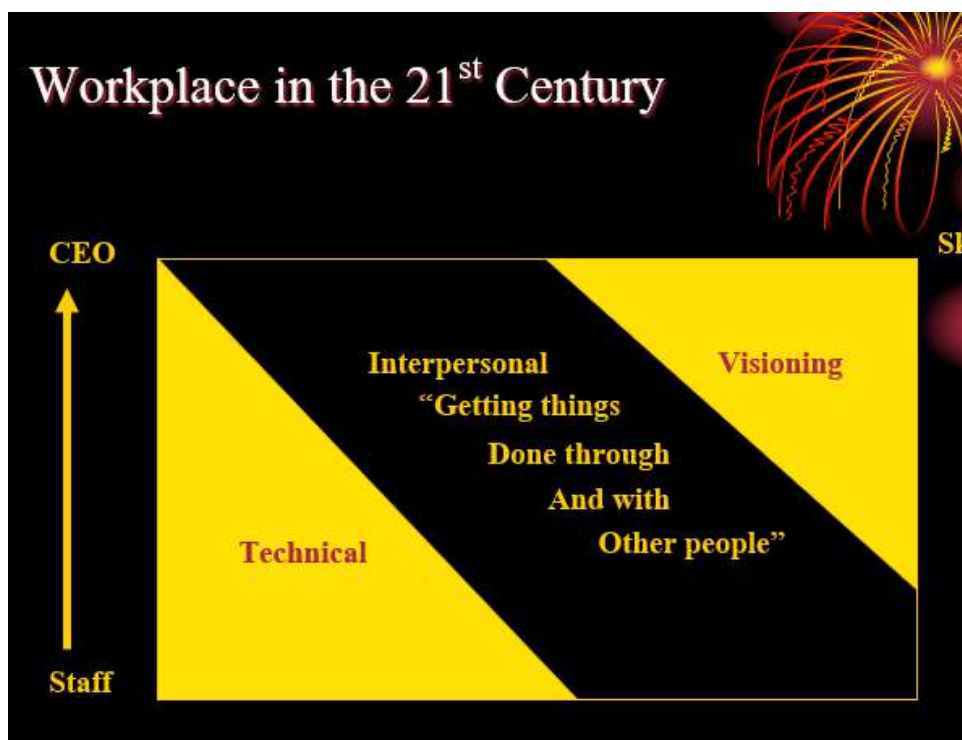 Workplace in the 21st Century
CEO
Interpersonal
Visioning
“Getting things
Done through
And with
Other people”
Technical
Staff